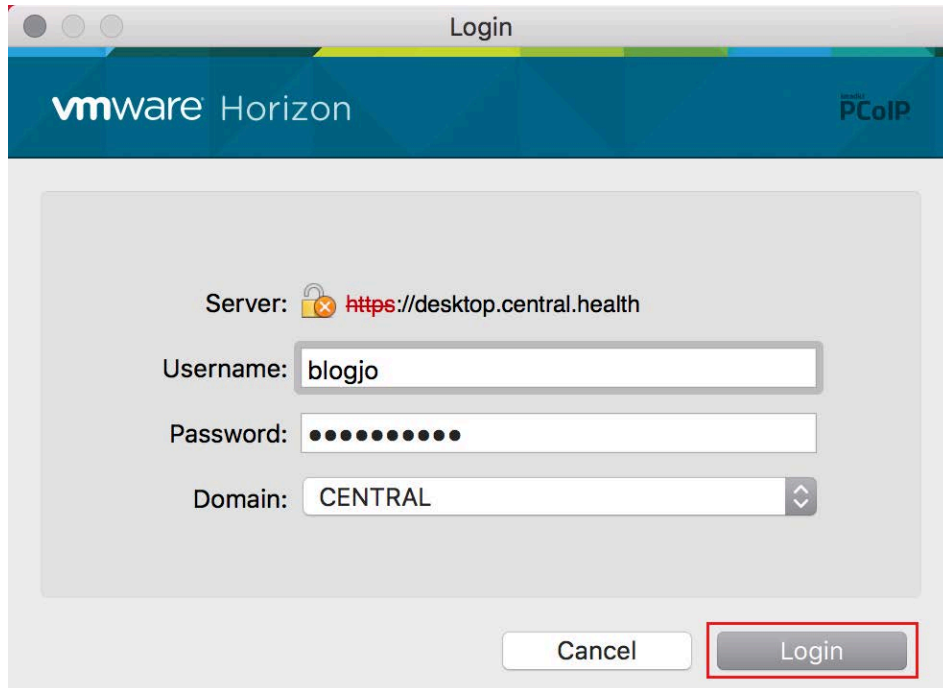 Login
vmware Horizon
PCoIP
Server: https://desktop.central.health
Username: blogjo
Password: ●●●●●●●●●●
Domain: CENTRAL
Cancel Login